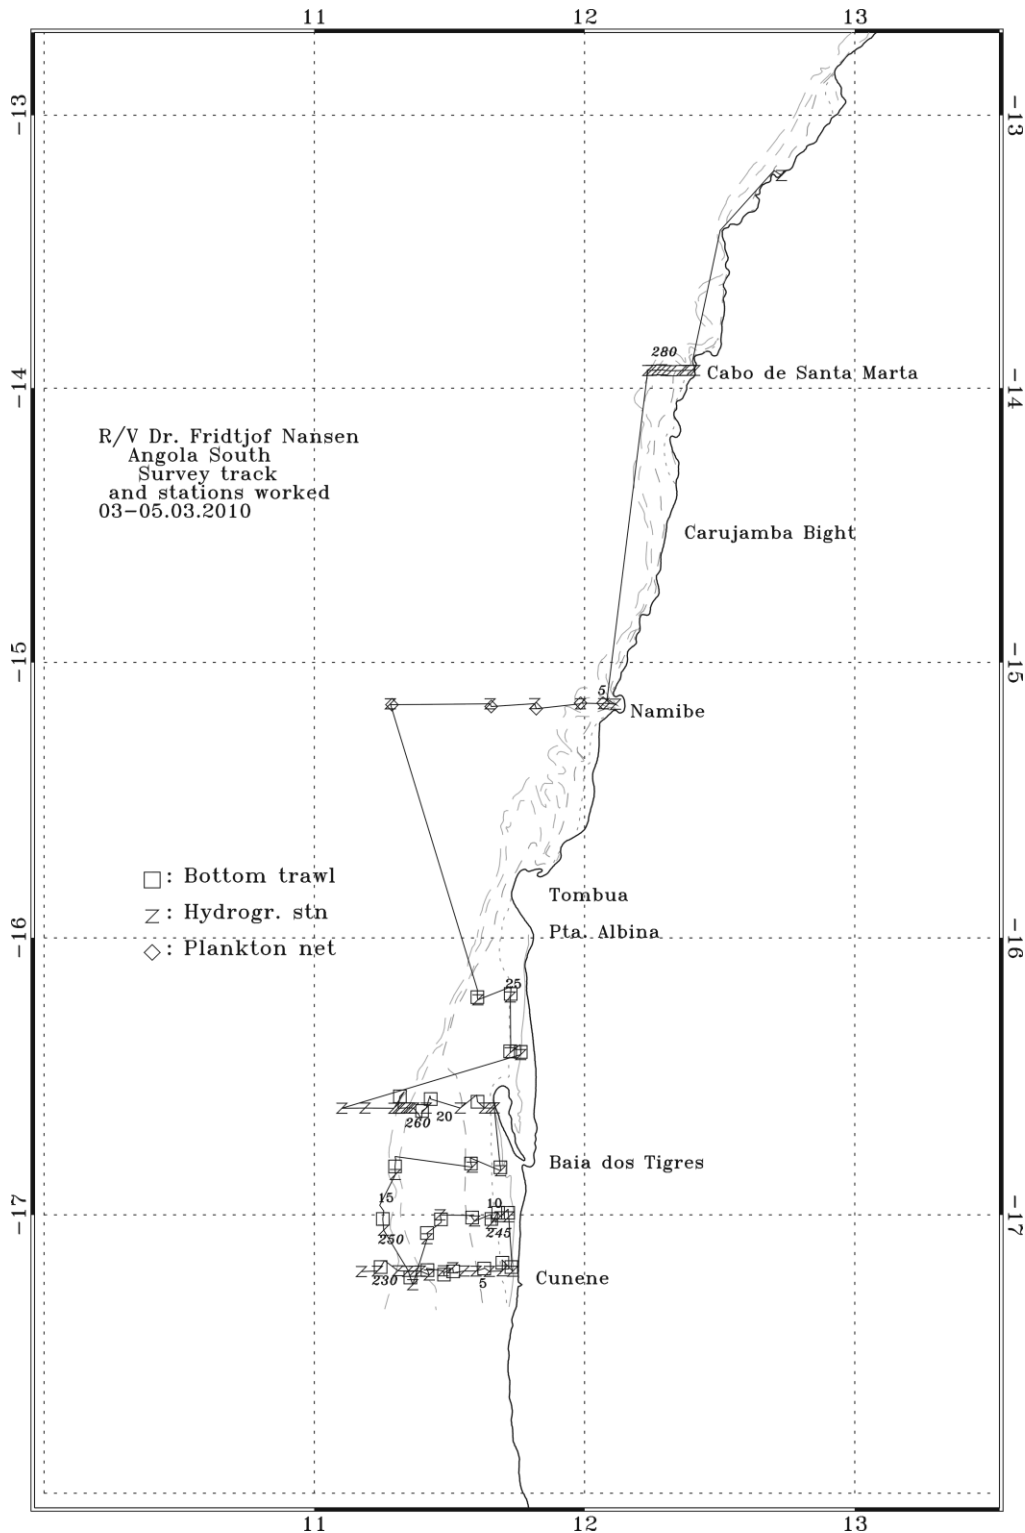 11 12 13
-13 -13
280
-14 -14
Cabo de Santa Marta
R/V Dr. Fridtjof Nansen
Angola South
Survey track
and stations worked
03-05.03.2010
Carujamba Bight
-15 -15
5
Namibe
: Bottom trawl
Tombua
: Hydrogr. stn
Pta. Albina
-16 -16
: Plankton net
25
260 20
Baia dos Tigres
15 10
-17 -17
250 245
230 5
Cunene
11 12 13